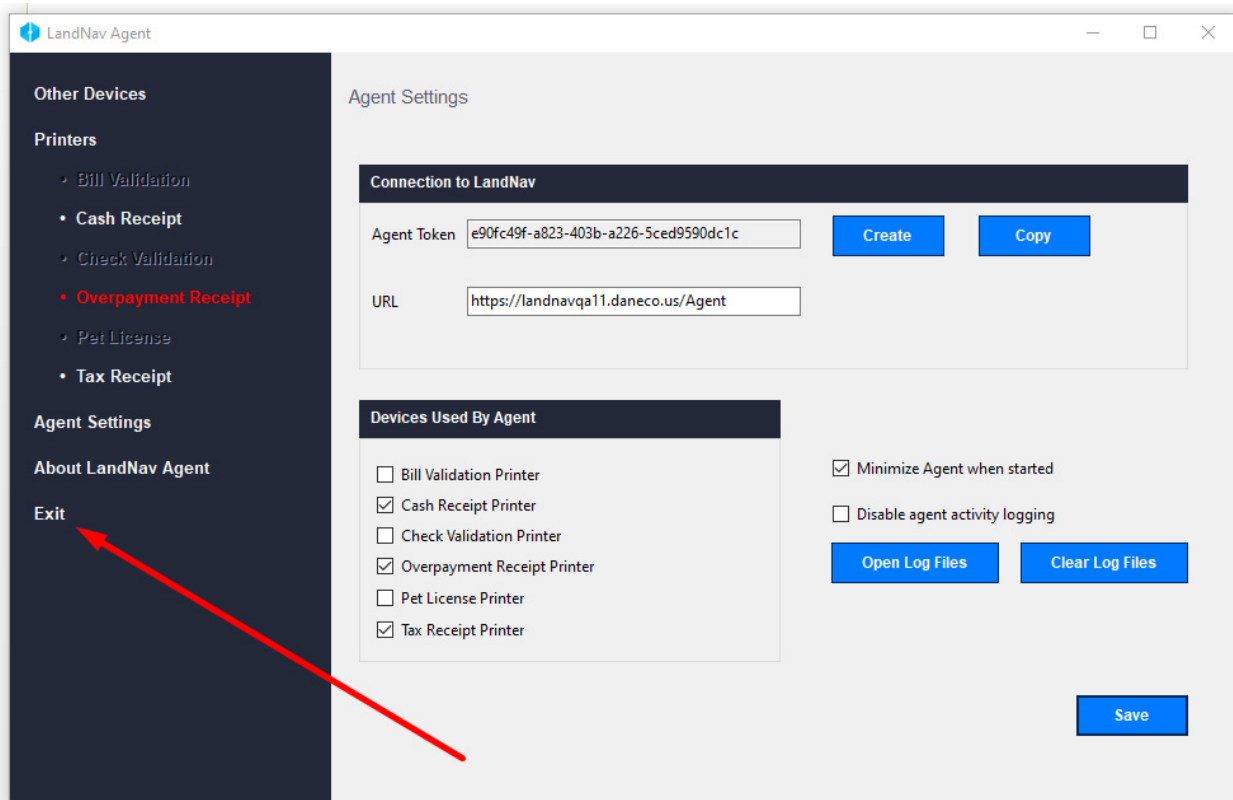 LandNav Agent
Other Devices
Printers
• Bill Validation
• Cash Receipt
• Check Validation
• Overpayment Receipt
• Pet License
• Tax Receipt
Agent Settings
About LandNav Agent
Exit
Agent Settings
Connection to LandNav
Agent Token e90fc49f-a823-403b-a226-5ced9590dc1c Create Copy
URL https://landnavqa11.daneco.us/Agent
Devices Used By Agent
Bill Validation Printer
Cash Receipt Printer
Check Validation Printer
Overpayment Receipt Printer
Pet License Printer
Tax Receipt Printer
Minimize Agent when started
Disable agent activity logging
Open Log Files Clear Log Files
Save